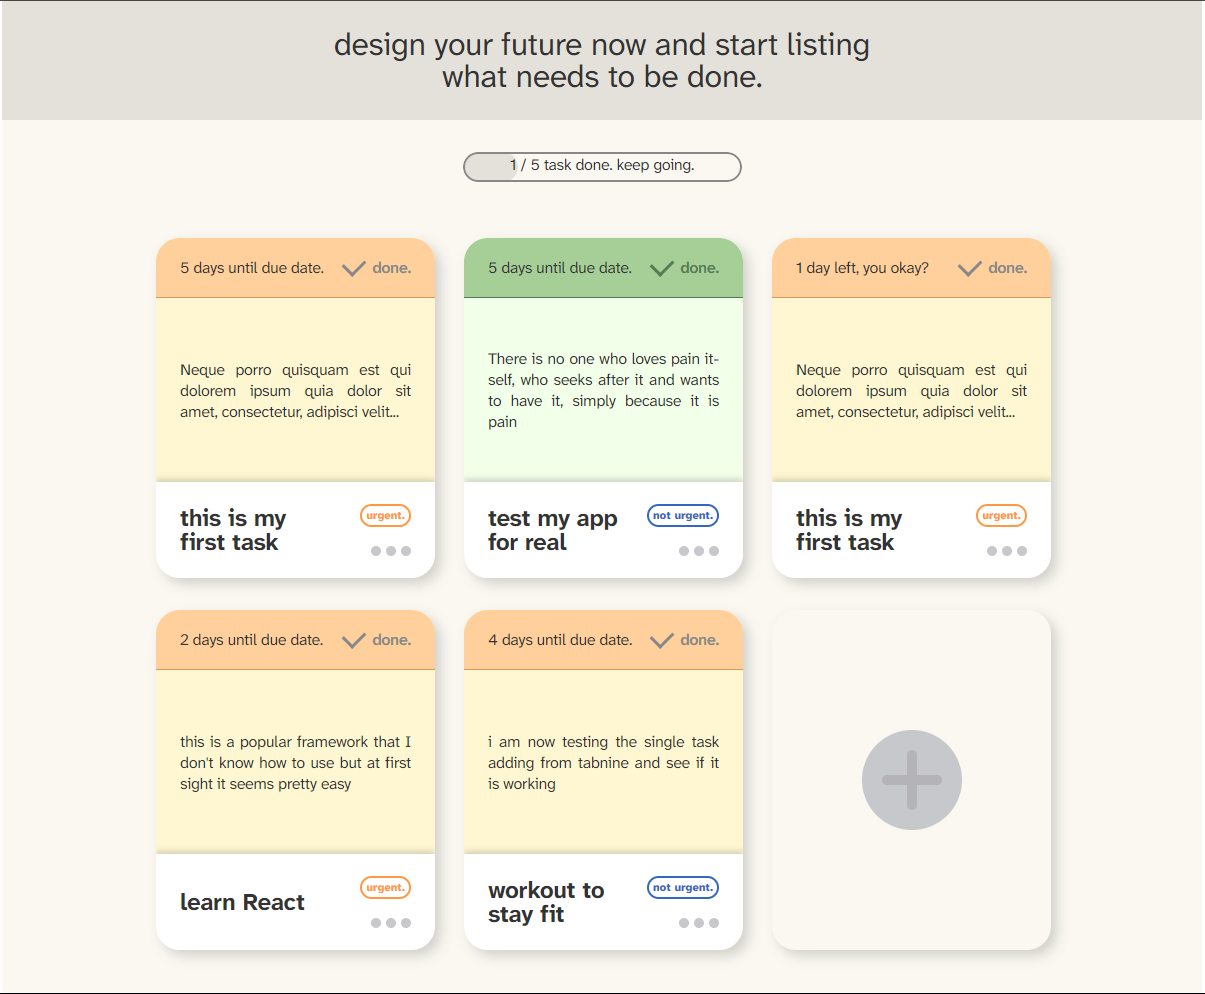 design your future now and start listing
what needs to be done.
1 / 5 task done. keep going.
5 days until due date.
done.
Neque porro quisquam est qui
dolorem ipsum quia dolor sit
amet, consectetur, adipisci velit...
this is my
first task
urgent.
5 days until due date.
done.
There is no one who loves pain it-
self, who seeks after it and wants
to have it, simply because it is
pain
test my app
for real
not urgent.
1 day left, you okay?
done.
Neque porro quisquam est qui
dolorem ipsum quia dolor sit
amet, consectetur, adipisci velit...
this is my
first task
urgent.
2 days until due date.
done.
this is a popular framework that I
don't know how to use but at first
sight it seems pretty easy
learn React
urgent.
4 days until due date.
done.
i am now testing the single task
adding from tabnine and see if it
is working
workout to
stay fit
not urgent.